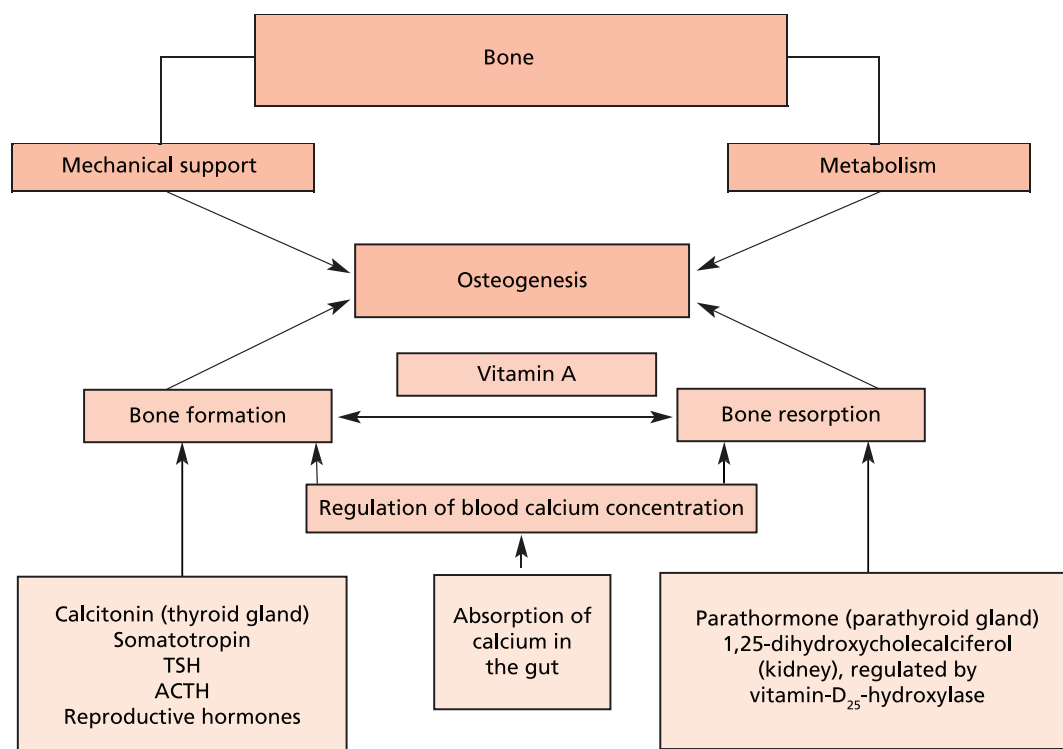 Bone
Mechanical support
Metabolism
Osteogenesis
Vitamin A
Bone formation
Bone resorption
Regulation of blood calcium concentration
Calcitonin (thyroid gland)
Somatotropin
TSH
ACTH
Reproductive hormones
Absorption of
calcium in
the gut
Parathormone (parathyroid gland)
1,25-dihydroxycholecalciferol
(kidney), regulated by
vitamin-D₂₅-hydroxylase